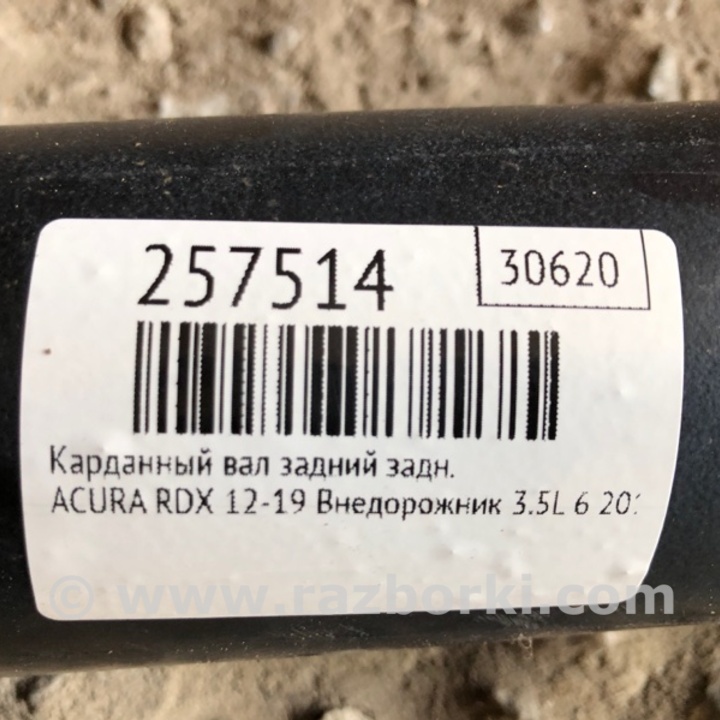 257514
30620
Карданный вал задний задн.
ACURA RDX 12-19 Внедорожник 3.5L 6
© www.razborki.com